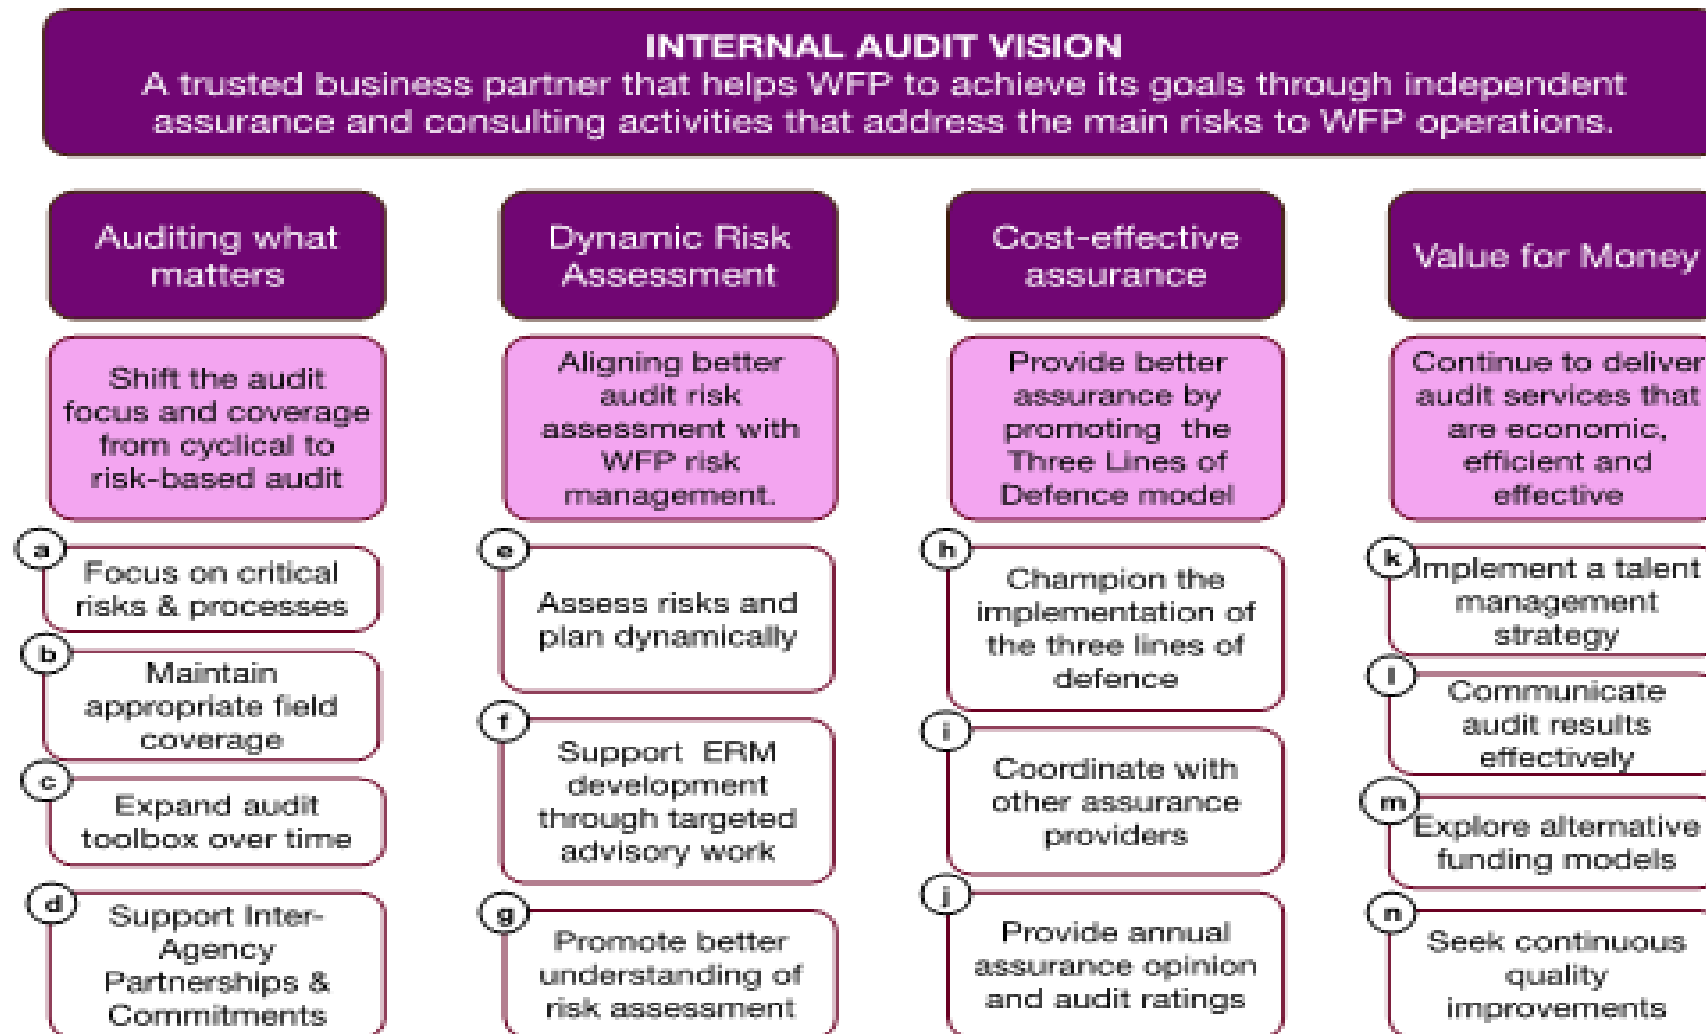 INTERNAL AUDIT VISION
A trusted business partner that helps WFP to achieve its goals through independent
assurance and consulting activities that address the main risks to WFP operations.
Auditing what
matters
Shift the audit
focus and coverage
from cyclical to
risk-based audit
a
Focus on critical
risks & processes
b
Maintain
appropriate field
coverage
c
Expand audit
toolbox over time
d
Support Inter-
Agency
Partnerships &
Commitments
Dynamic Risk
Assessment
Aligning better
audit risk
assessment with
WFP risk
management.
e
Assess risks and
plan dynamically
f
Support ERM
development
through targeted
advisory work
g
Promote better
understanding of
risk assessment
Cost-effective
assurance
Provide better
assurance by
promoting the
Three Lines of
Defence model
h
Champion the
implementation of
the three lines of
defence
i
Coordinate with
other assurance
providers
j
Provide annual
assurance opinion
and audit ratings
Value for Money
Continue to deliver
audit services that
are economic,
efficient and
effective
k
Implement a talent
management
strategy
l
Communicate
audit results
effectively
m
Explore alternative
funding models
n
Seek continuous
quality
improvements